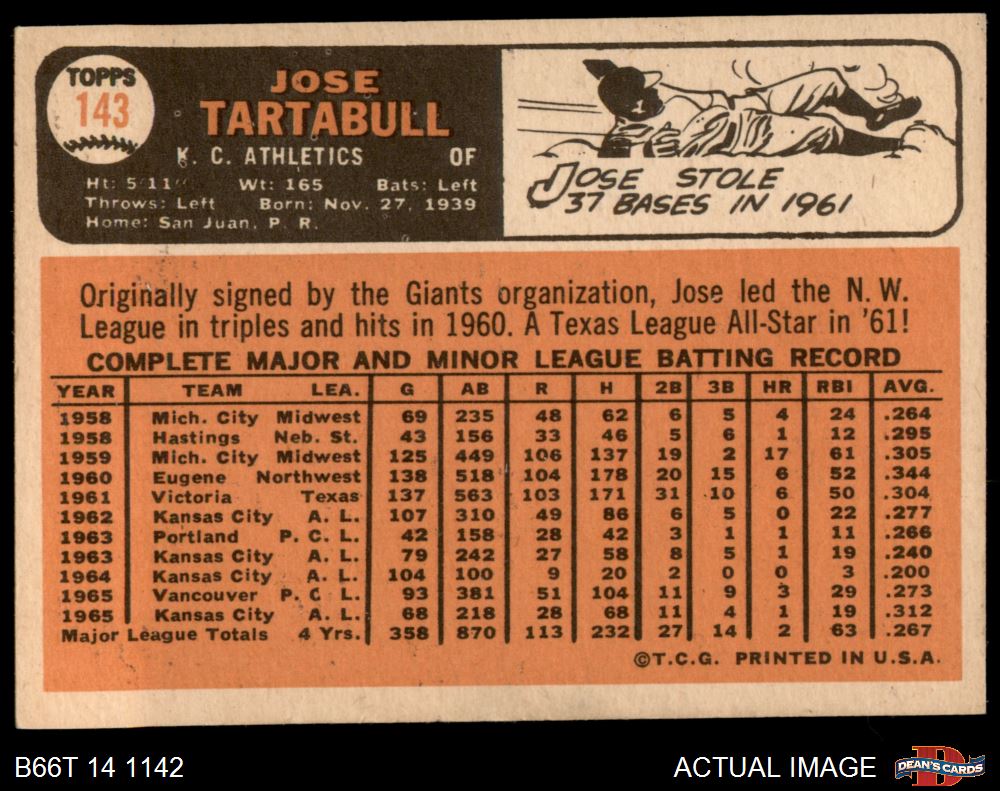 TOPPS
143
JOSE
TARTABULL
K. C. ATHLETICS OF
Ht: 5'11" Wt: 165 Bats: Left
Throws: Left Born: Nov. 27, 1939
Home: San Juan, P. R.
JOSE STOLE
37 BASES IN 1961
Originally signed by the Giants organization, Jose led the N. W.
League in triples and hits in 1960. A Texas League All-Star in '61!
COMPLETE MAJOR AND MINOR LEAGUE BATTING RECORD
YEAR TEAM LEA. G AB R H 2B 3B HR RBI AVG.
1958 Mich. City Midwest 69 235 48 62 6 5 4 24 .264
1958 Hastings Neb. St. 43 156 33 46 5 6 1 12 .295
1959 Mich. City Midwest 125 449 106 137 19 2 17 61 .305
1960 Eugene Northwest 138 518 104 178 20 15 6 52 .344
1961 Victoria Texas 137 563 103 171 31 10 6 50 .304
1962 Kansas City A. L. 107 310 49 86 6 5 0 22 .277
1963 Portland P. C. L. 42 158 28 42 3 1 1 11 .266
1963 Kansas City A. L. 79 242 27 58 8 5 1 19 .240
1964 Kansas City A. L. 104 100 9 20 2 0 0 3 .200
1965 Vancouver P. C L. 93 381 51 104 11 9 3 29 .273
1965 Kansas City A. L. 68 218 28 68 11 4 1 19 .312
Major League Totals 4 Yrs. 358 870 113 232 27 14 2 63 .267
©T.C.G. PRINTED IN U.S.A.
B66T 14 1142 ACTUAL IMAGE
DEAN'S CARDS